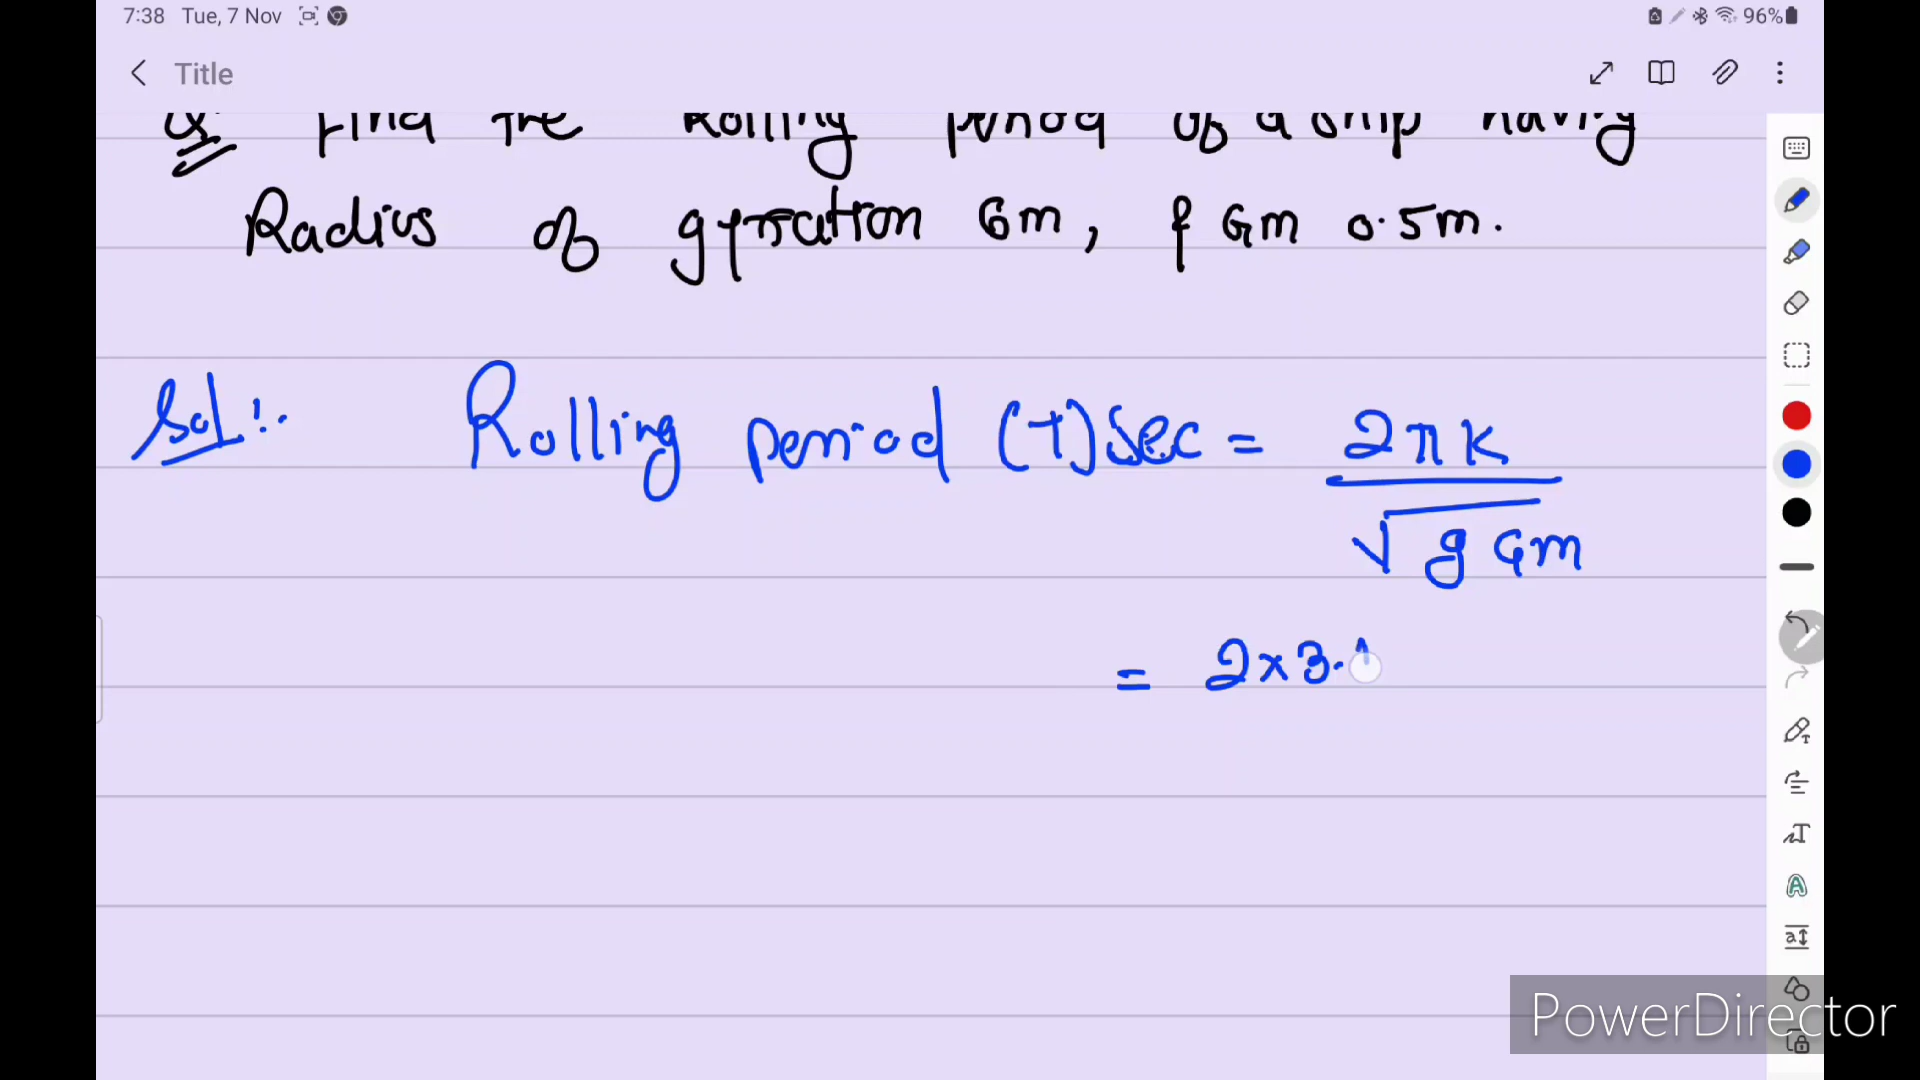 7:38 Tue, 7 Nov 96%
Title
Q. Find the Rolling period of a ship having
Radius of gyration 6m, & GM 0.5m.
Sol:- Rolling period (T) sec = 2πK
√ g GM
= 2×3.1
PowerDirector